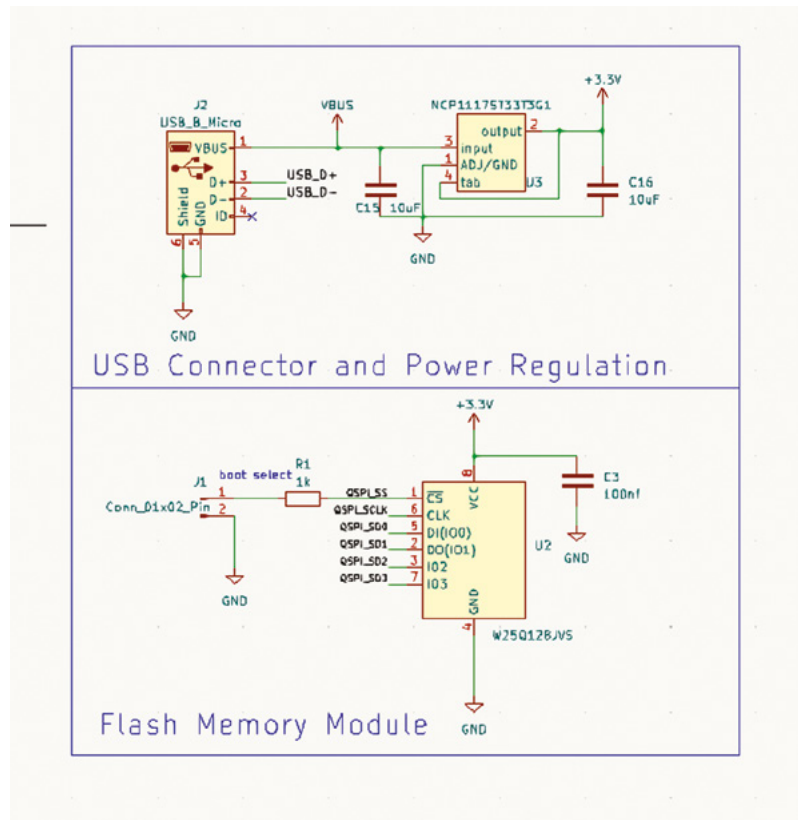 +3.3V
J2
USB_B_Micro
VBUS
NCP1117ST33T3G1
VBUS 1
D+ 3
D- 2
ID 4
Shield
GND
6
5
USB_D+
USB_D-
output 2
3 input
1 ADJ/GND
4 tab
U3
C15 10uF
C16
10uF
GND
GND
USB Connector and Power Regulation
+3.3V
J1
boot select
R1
1k
Conn_01x02_Pin
1
2
GND
QSPI_SS 1 CS
QSPI_SCLK 6 CLK
QSPI_SD0 5 DI(IO0)
QSPI_SD1 2 DO(IO1)
QSPI_SD2 3 IO2
QSPI_SD3 7 IO3
8
VCC
GND
4
U2
W25Q128JVS
C3
100nf
GND
GND
Flash Memory Module